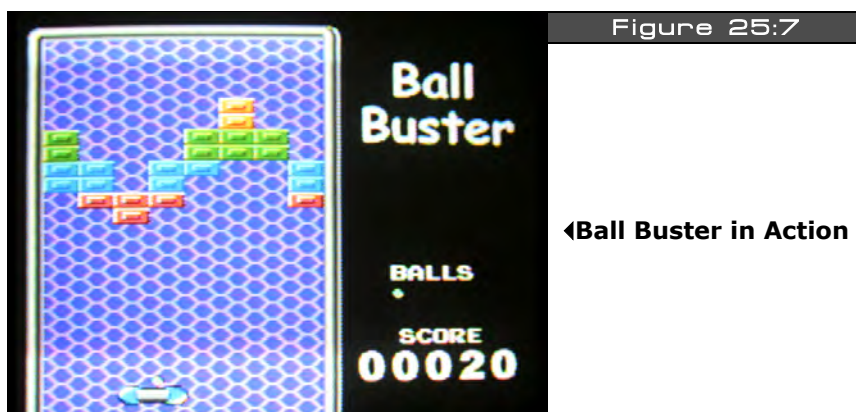 Figure 25:7
Ball
Buster
BALLS
SCORE
00020
Ball Buster in Action